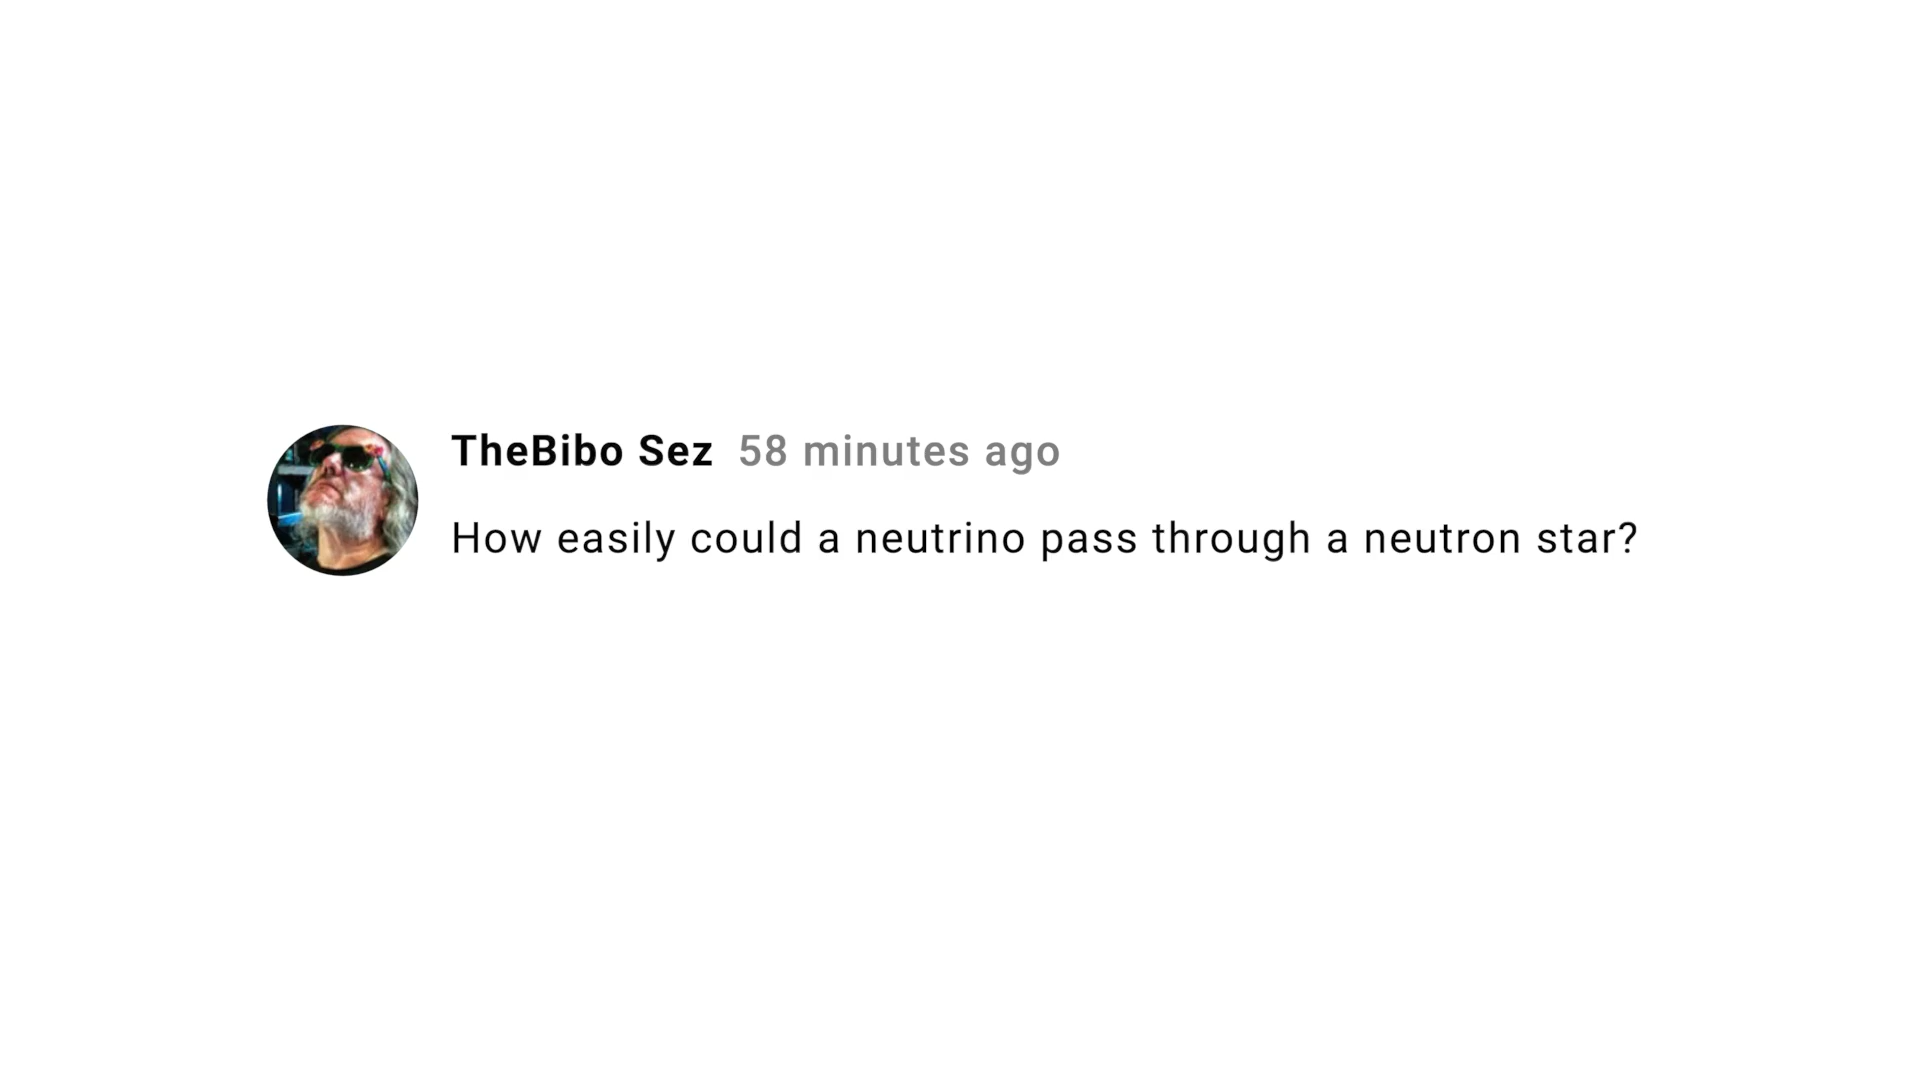 TheBibo Sez 58 minutes ago
How easily could a neutrino pass through a neutron star?